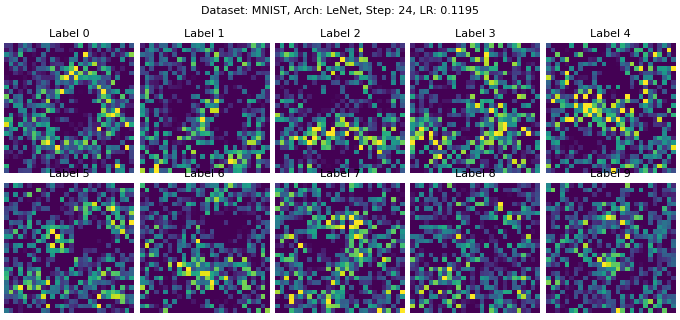 Dataset: MNIST, Arch: LeNet, Step: 24, LR: 0.1195
Label 0 Label 1 Label 2 Label 3 Label 4
Label 5 Label 6 Label 7 Label 8 Label 9